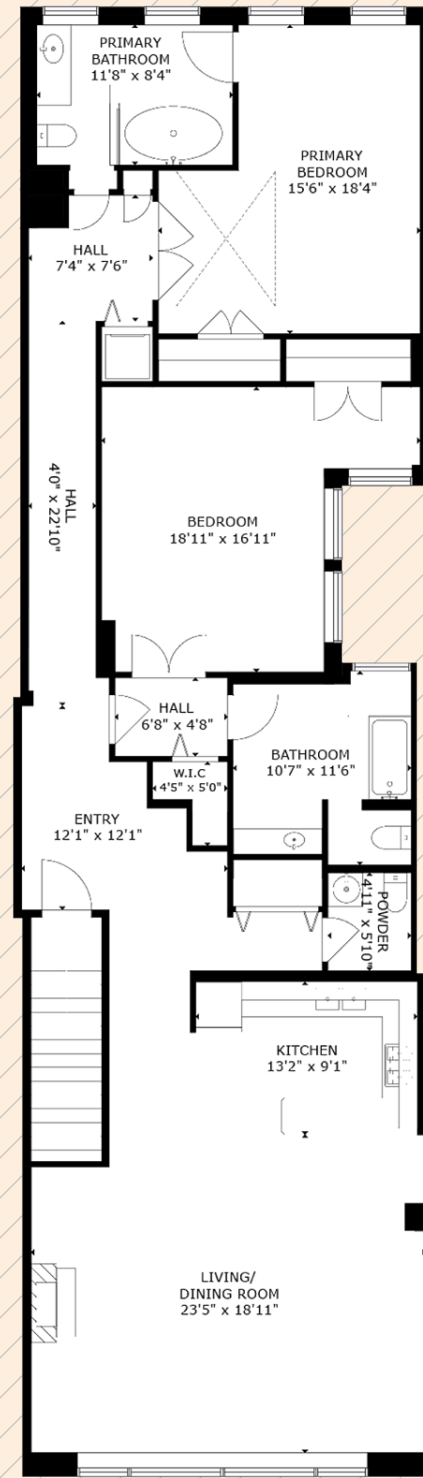 PRIMARY
BATHROOM
11'8" x 8'4"
PRIMARY
BEDROOM
15'6" x 18'4"
HALL
7'4" x 7'6"
HALL
4'0" x 22'10"
BEDROOM
18'11" x 16'11"
HALL
6'8" x 4'8"
BATHROOM
10'7" x 11'6"
W.I.C
4'5" x 5'0"
ENTRY
12'1" x 12'1"
POWDER
4'11" x 5'10"
KITCHEN
13'2" x 9'1"
LIVING/
DINING ROOM
23'5" x 18'11"